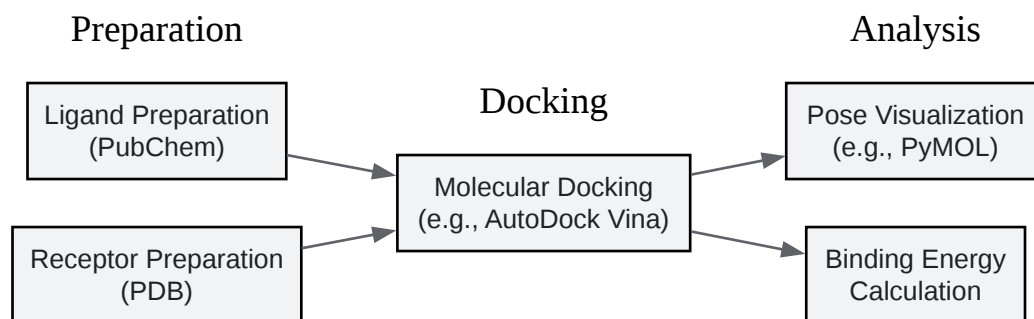 Preparation
Ligand Preparation
(PubChem)
Receptor Preparation
(PDB)
Docking
Molecular Docking
(e.g., AutoDock Vina)
Analysis
Pose Visualization
(e.g., PyMOL)
Binding Energy
Calculation